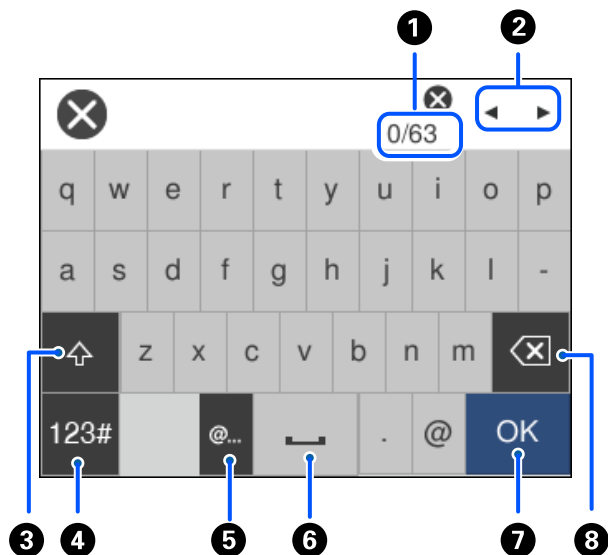 1 2
0/63
q w e r t y u i o p
a s d f g h j k l -
z x c v b n m
123# @... . @ OK
3 4 5 6 7 8